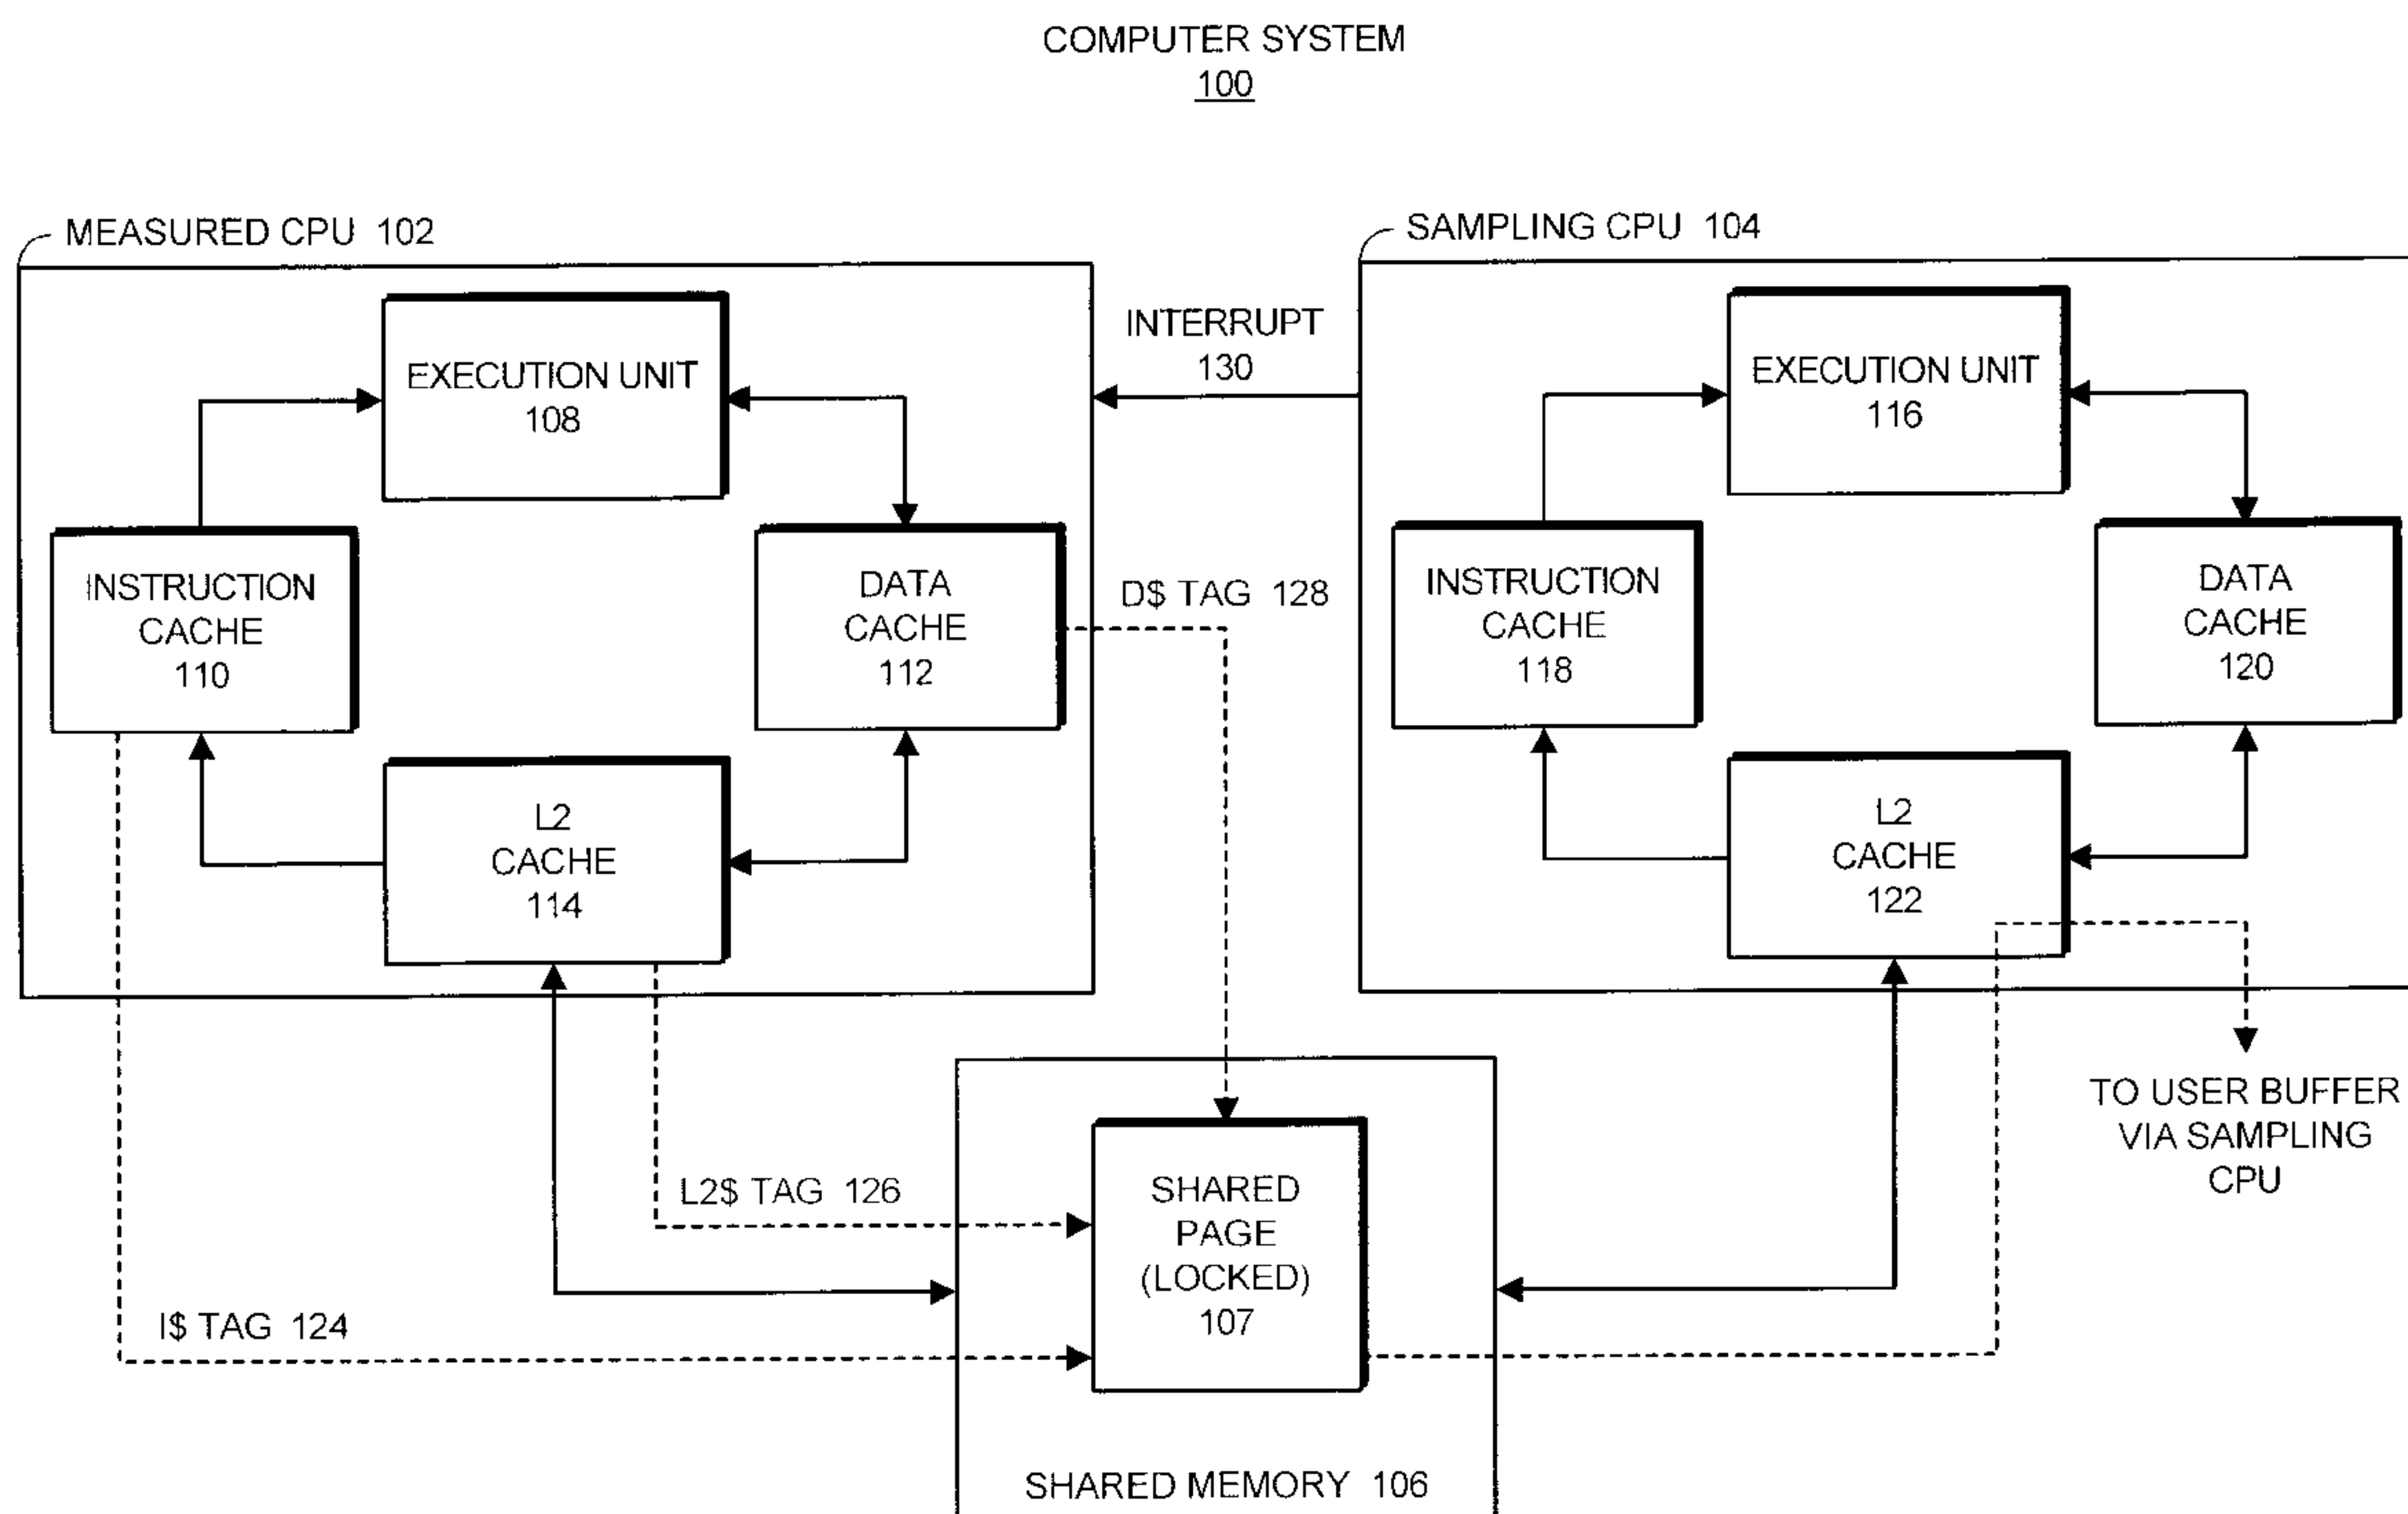 COMPUTER SYSTEM
100
MEASURED CPU 102
SAMPLING CPU 104
EXECUTION UNIT
108
INTERRUPT
130
EXECUTION UNIT
116
INSTRUCTION
CACHE
110
DATA
CACHE
112
D$ TAG 128
INSTRUCTION
CACHE
118
DATA
CACHE
120
L2
CACHE
114
L2
CACHE
122
TO USER BUFFER
VIA SAMPLING
CPU
L2$ TAG 126
SHARED
PAGE
(LOCKED)
107
I$ TAG 124
SHARED MEMORY 106